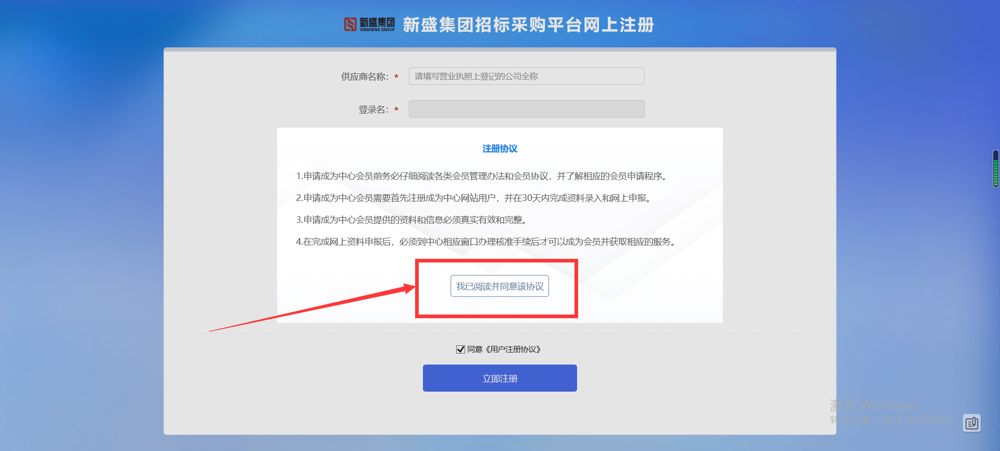 新盛集团
XINSHENG GROUP
新盛集团招标采购平台网上注册
供应商名称：* 请填写营业执照上登记的公司全称
登录名：*
注册协议
1.申请成为中心会员前务必仔细阅读各类会员管理办法和会员协议，并了解相应的会员申请程序。
2.申请成为中心会员需要首先注册成为中心网站用户，并在30天内完成资料录入和网上申报。
3.申请成为中心会员提供的资料和信息必须真实有效和完整。
4.在完成网上资料申报后，必须到中心相应窗口办理核准手续后才可以成为会员并获取相应的服务。
我已阅读并同意该协议
同意《用户注册协议》
立即注册
激活 Windows
转到"设置"以激活 Windows。